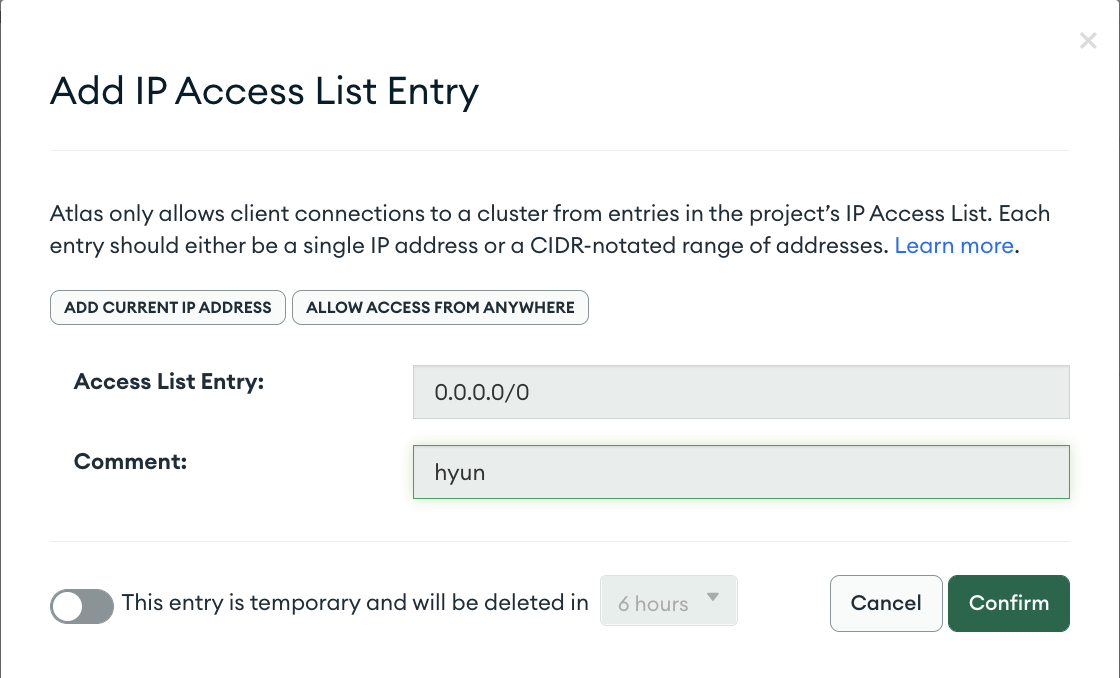 Add IP Access List Entry
Atlas only allows client connections to a cluster from entries in the project’s IP Access List. Each
entry should either be a single IP address or a CIDR-notated range of addresses. Learn more.
ADD CURRENT IP ADDRESS
ALLOW ACCESS FROM ANYWHERE
Access List Entry:
0.0.0.0/0
Comment:
hyun
This entry is temporary and will be deleted in
6 hours
Cancel
Confirm